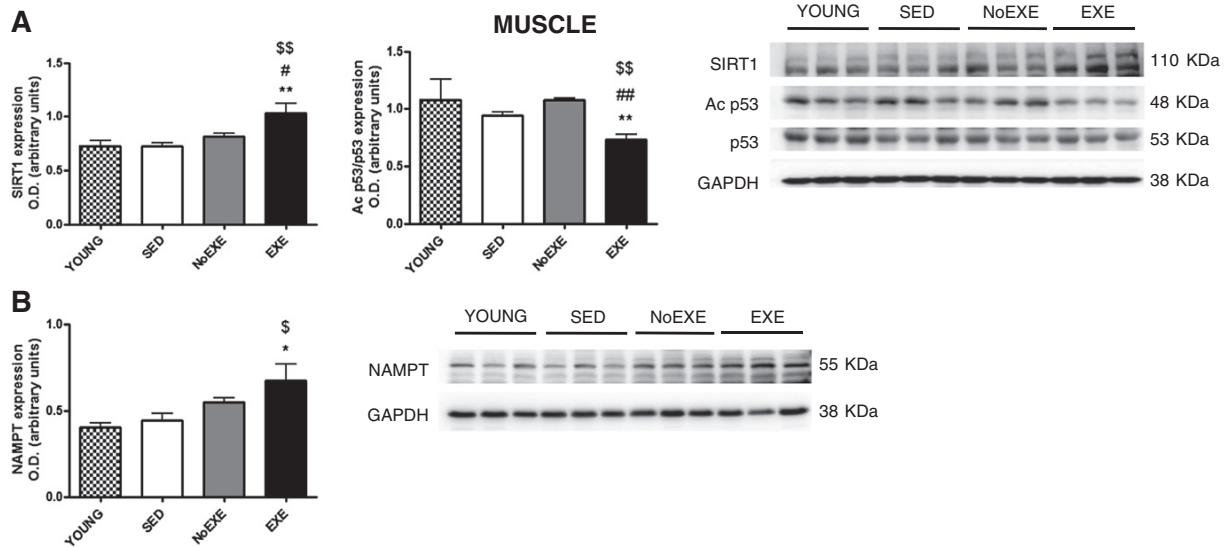 A
MUSCLE
SIRT1 expression
O.D. (arbitrary units)
1.5
1.0
0.5
0.0
$$
#
**
YOUNG
SED
NoEXE
EXE
Ac p53/p53 expression
O.D. (arbitrary units)
1.5
1.0
0.5
0.0
$$
##
**
YOUNG
SED
NoEXE
EXE
YOUNG SED NoEXE EXE
SIRT1 110 KDa
Ac p53 48 KDa
p53 53 KDa
GAPDH 38 KDa
B
NAMPT expression
O.D. (arbitrary units)
1.0
0.5
0.0
$
*
YOUNG
SED
NoEXE
EXE
YOUNG SED NoEXE EXE
NAMPT 55 KDa
GAPDH 38 KDa